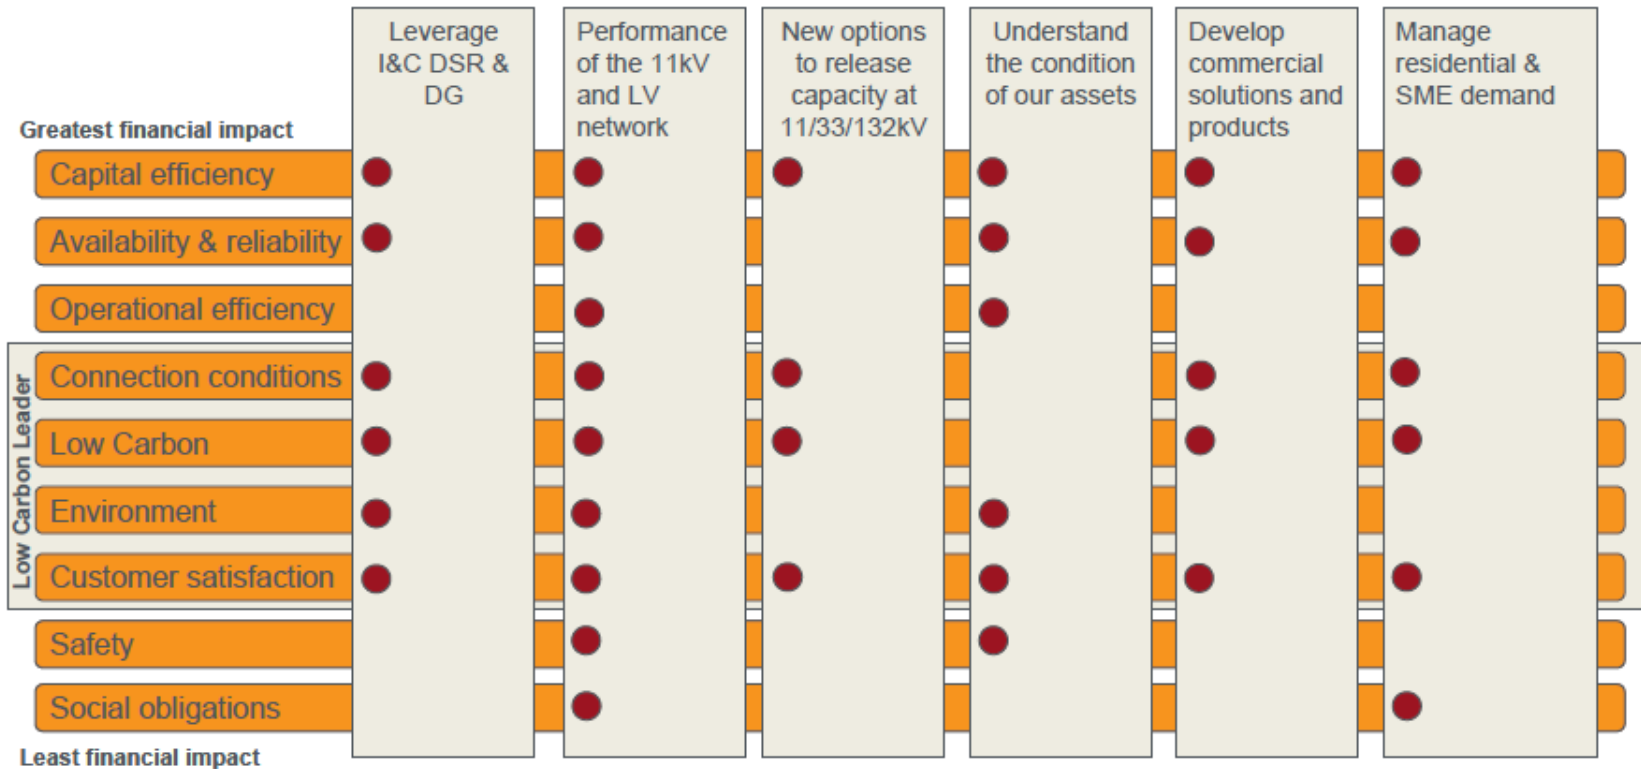 Leverage
I&C DSR &
DG
Performance
of the 11kV
and LV
network
New options
to release
capacity at
11/33/132kV
Understand
the condition
of our assets
Develop
commercial
solutions and
products
Manage
residential &
SME demand
Greatest financial impact
Capital efficiency
Availability & reliability
Operational efficiency
Low Carbon Leader
Connection conditions
Low Carbon
Environment
Customer satisfaction
Safety
Social obligations
Least financial impact